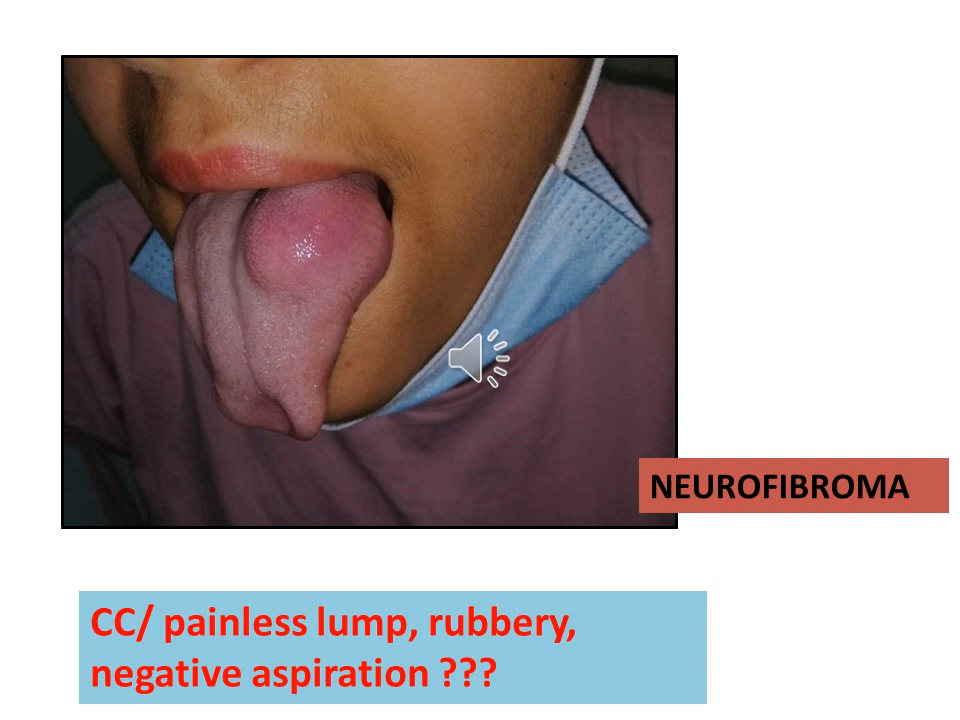 NEUROFIBROMA
CC/ painless lump, rubbery,
negative aspiration ???